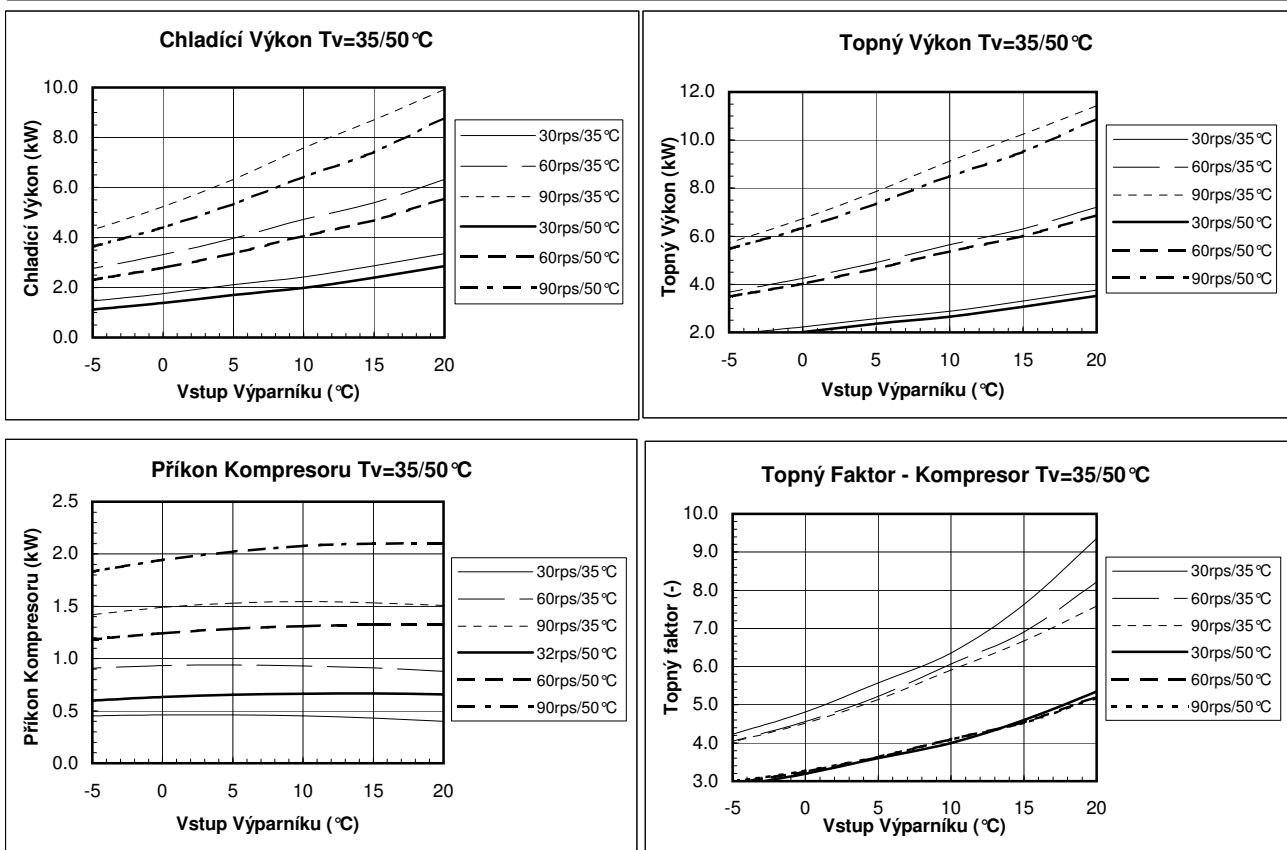 Chladící Výkon Tv=35/50°C
Chladící Výkon (kW)
10.0
8.0
6.0
4.0
2.0
0.0
-5 0 5 10 15 20
Vstup Výparníku (°C)
30rps/35°C
60rps/35°C
90rps/35°C
30rps/50°C
60rps/50°C
90rps/50°C
Topný Výkon Tv=35/50°C
Topný Výkon (kW)
12.0
10.0
8.0
6.0
4.0
2.0
-5 0 5 10 15 20
Vstup Výparníku (°C)
30rps/35°C
60rps/35°C
90rps/35°C
30rps/50°C
60rps/50°C
90rps/50°C
Příkon Kompresoru Tv=35/50°C
Příkon Kompresoru (kW)
2.5
2.0
1.5
1.0
0.5
0.0
-5 0 5 10 15 20
Vstup Výparníku (°C)
30rps/35°C
60rps/35°C
90rps/35°C
32rps/50°C
60rps/50°C
90rps/50°C
Topný Faktor - Kompresor Tv=35/50°C
Topný faktor (-)
10.0
9.0
8.0
7.0
6.0
5.0
4.0
3.0
-5 0 5 10 15 20
Vstup Výparníku (°C)
30rps/35°C
60rps/35°C
90rps/35°C
30rps/50°C
60rps/50°C
90rps/50°C